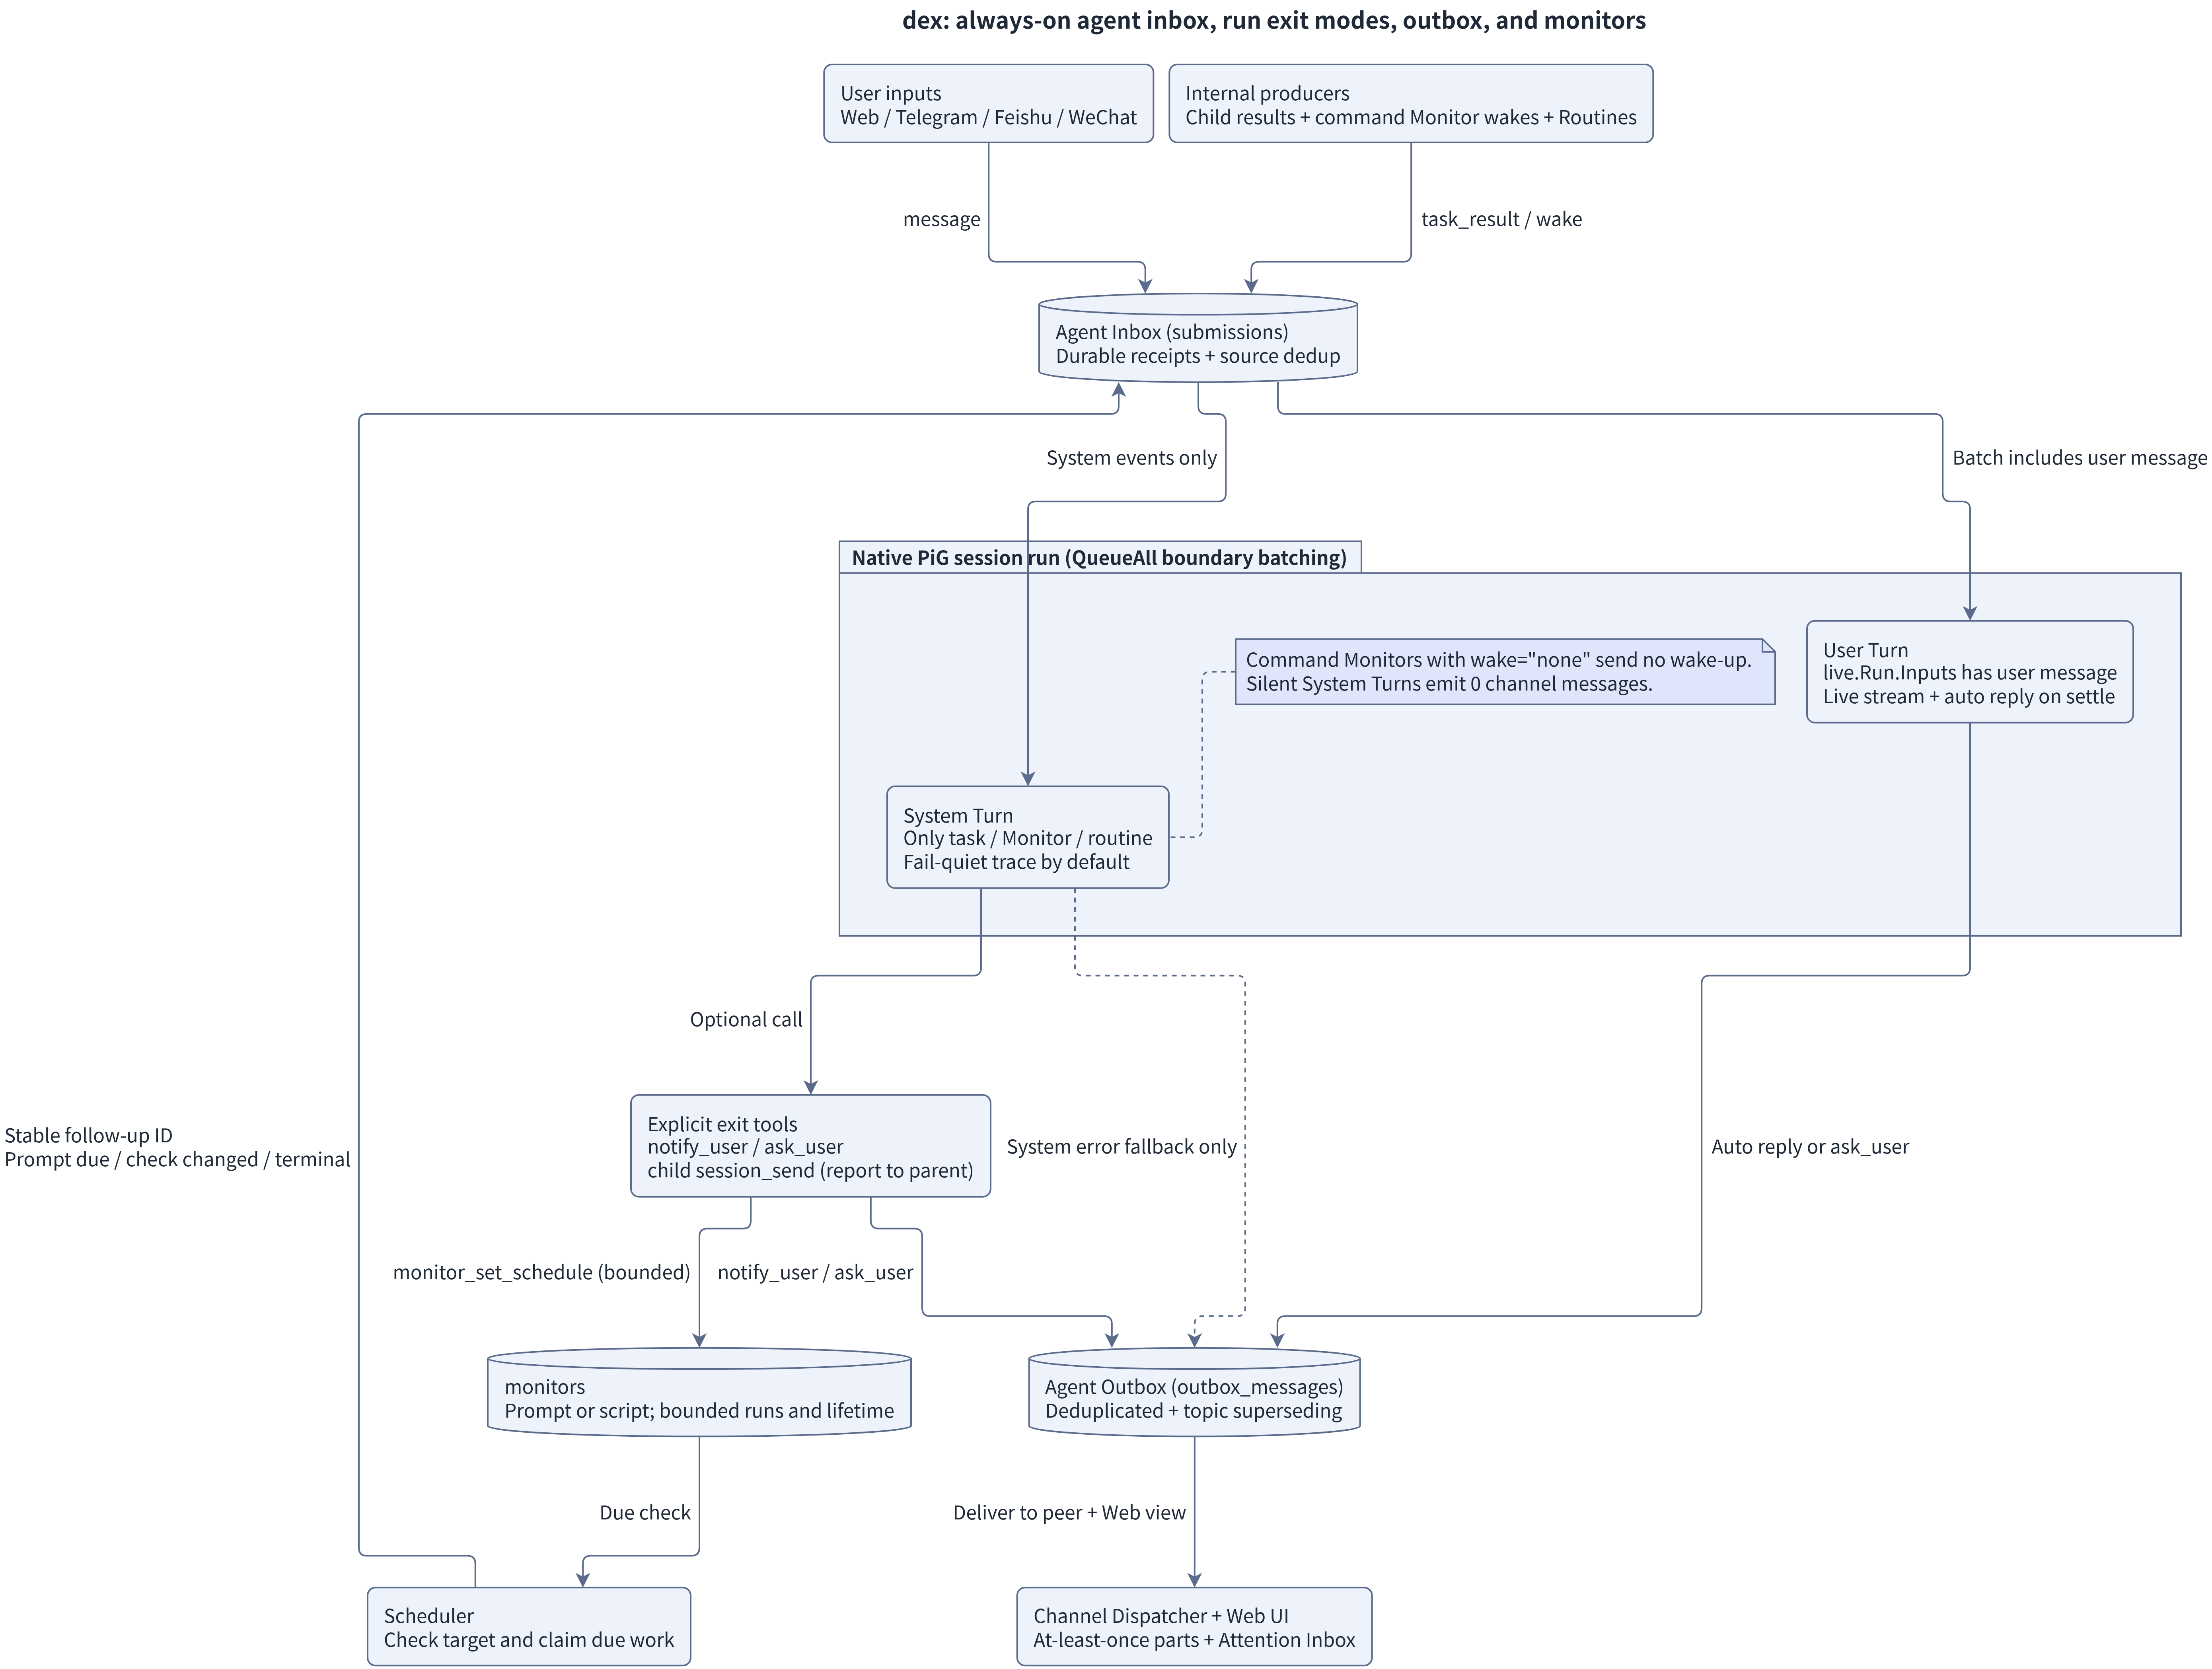 dex: always-on agent inbox, run exit modes, outbox, and monitors
User inputs
Web / Telegram / Feishu / WeChat
Internal producers
Child results + command Monitor wakes + Routines
message
task_result / wake
Agent Inbox (submissions)
Durable receipts + source dedup
System events only
Batch includes user message
Native PiG session run (QueueAll boundary batching)
Command Monitors with wake="none" send no wake-up.
Silent System Turns emit 0 channel messages.
User Turn
live.Run.Inputs has user message
Live stream + auto reply on settle
System Turn
Only task / Monitor / routine
Fail-quiet trace by default
Optional call
Stable follow-up ID
Prompt due / check changed / terminal
Explicit exit tools
notify_user / ask_user
child session_send (report to parent)
System error fallback only
Auto reply or ask_user
monitor_set_schedule (bounded)
notify_user / ask_user
monitors
Prompt or script; bounded runs and lifetime
Agent Outbox (outbox_messages)
Deduplicated + topic superseding
Due check
Deliver to peer + Web view
Scheduler
Check target and claim due work
Channel Dispatcher + Web UI
At-least-once parts + Attention Inbox